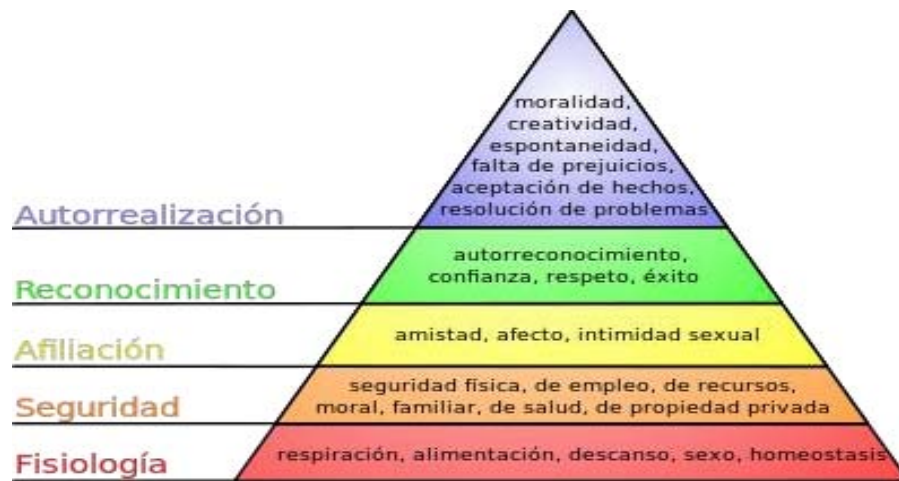 moralidad,
creatividad,
espontaneidad,
falta de prejuicios,
aceptación de hechos,
resolución de problemas
Autorrealización
autorreconocimiento,
confianza, respeto, éxito
Reconocimiento
amistad, afecto, intimidad sexual
Afiliación
seguridad física, de empleo, de recursos,
moral, familiar, de salud, de propiedad privada
Seguridad
respiración, alimentación, descanso, sexo, homeostasis
Fisiología